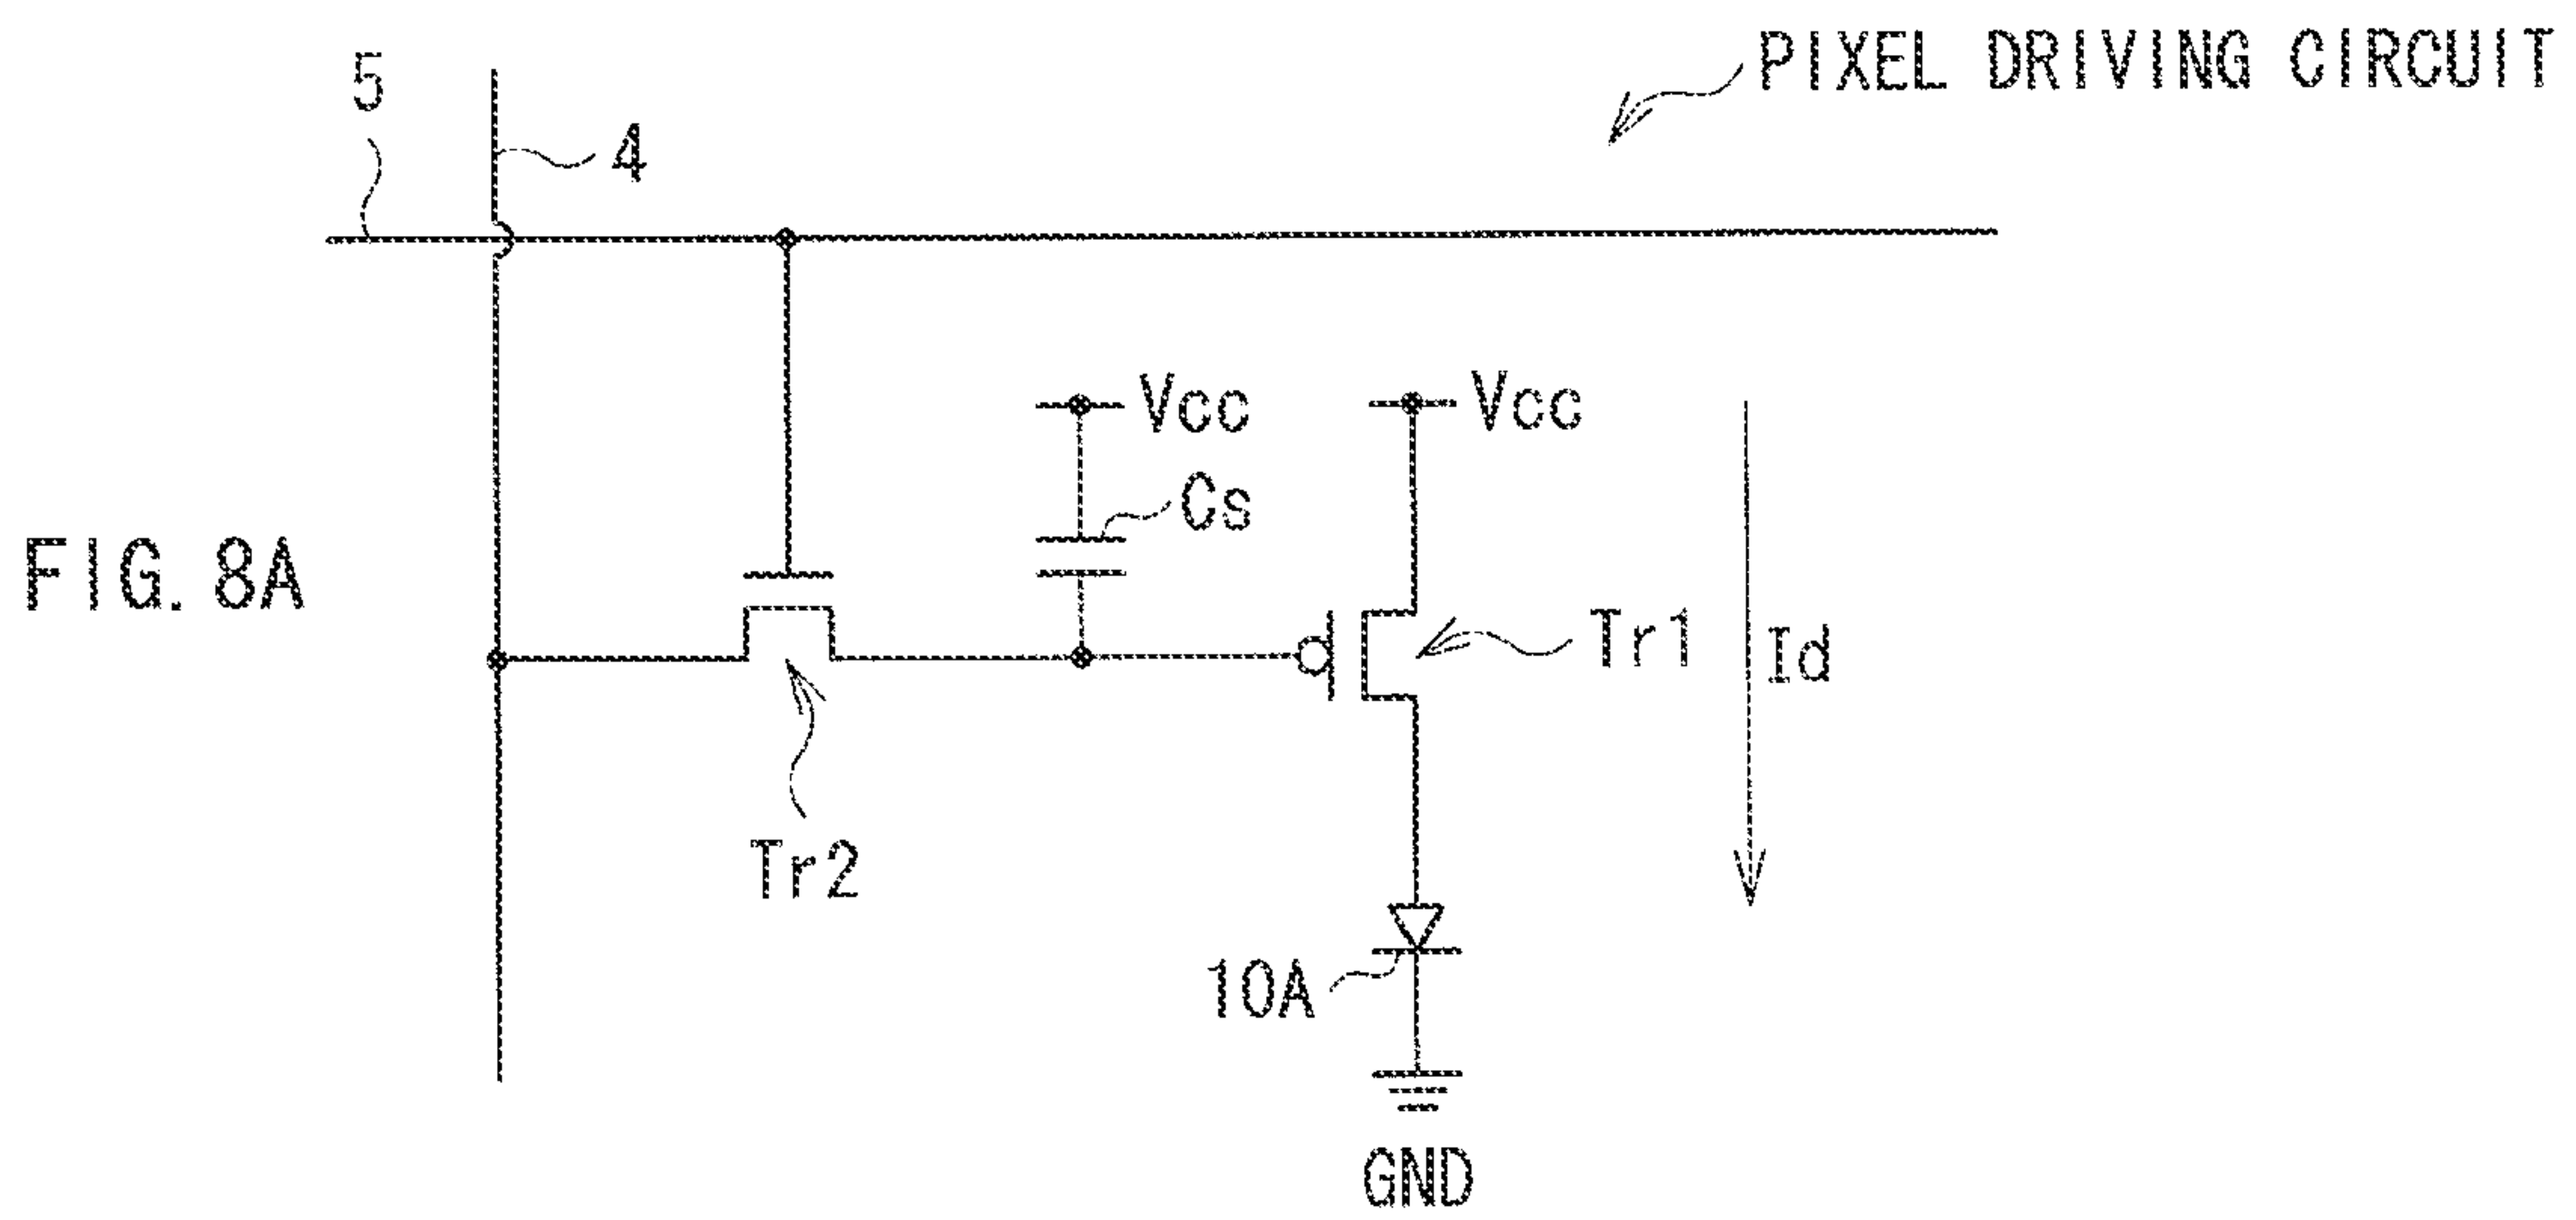 PIXEL DRIVING CIRCUIT
5
4
Vcc
Vcc
Cs
FIG. 8A
Tr1
Id
Tr2
10A
GND